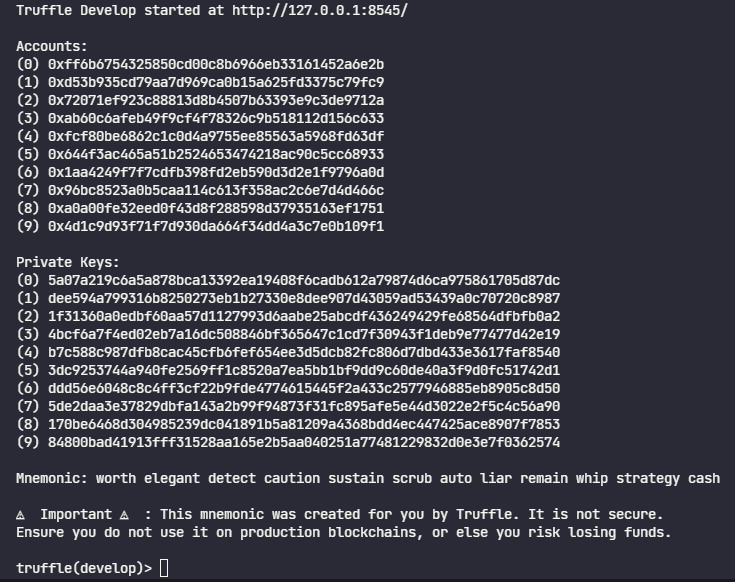 Truffle Develop started at http://127.0.0.1:8545/
Accounts:
(0) 0xff6b6754325850cd00c8b6966eb33161452a6e2b
(1) 0xd53b935cd79aa7d969ca0b15a625fd3375c79fc9
(2) 0x72071ef923c88813d8b4507b63393e9c3de9712a
(3) 0xab60c6afeb49f9cf4f78326c9b518112d156c633
(4) 0xfcf80be6862c1c0d4a9755ee85563a5968fd63df
(5) 0x644f3ac465a51b2524653474218ac90c5cc68933
(6) 0x1aa4249f7f7cdfb398fd2eb590d3d2e1f9796a0d
(7) 0x96bc8523a0b5caa114c613f358ac2c6e7d4d466c
(8) 0xa0a00fe32eed0f43d8f288598d37935163ef1751
(9) 0x4d1c9d93f71f7d930da664f34dd4a3c7e0b109f1
Private Keys:
(0) 5a07a219c6a5a878bca13392ea19408f6cadb612a79874d6ca975861705d87dc
(1) dee594a799316b8250273eb1b27330e8dee907d43059ad53439a0c70720c8987
(2) 1f31360a0edbf60aa57d1127993d6aabe25abcdf436249429fe68564dfbfb0a2
(3) 4bcf6a7f4ed02eb7a16dc508846bf365647c1cd7f30943f1deb9e77477d42e19
(4) b7c588c987dfb8cac45cfb6fef654ee3d5dcb82fc806d7dbd433e3617faf8540
(5) 3dc9253744a940fe2569ff1c8520a7ea5bb1bf9dd9c60de40a3f9d0fc51742d1
(6) ddd56e6048c8c4ff3cf22b9fde4774615445f2a433c2577946885eb8905c8d50
(7) 5de2daa3e37829dbfa143a2b99f94873f31fc895afe5e44d3022e2f5c4c56a90
(8) 170be6468d304985239dc041891b5a81209a4368bdd4ec447425ace8907f7853
(9) 84800bad41913fff31528aa165e2b5aa040251a77481229832d0e3e7f0362574
Mnemonic: worth elegant detect caution sustain scrub auto liar remain whip strategy cash
⚠ Important ⚠ : This mnemonic was created for you by Truffle. It is not secure.
Ensure you do not use it on production blockchains, or else you risk losing funds.
truffle(develop)>